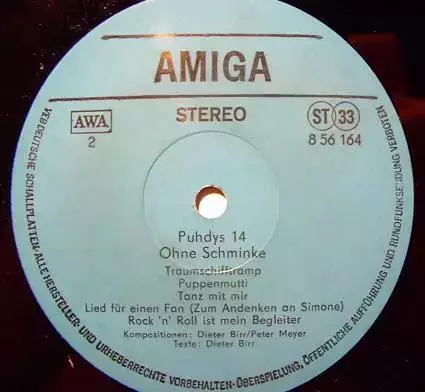 AMIGA
AWA
2
STEREO
ST 33
8 56 164
Puhdys 14
Ohne Schminke
Traumschifftramp
Puppenmutti
Tanz mit mir
Lied für einen Fan (Zum Andenken an Simone)
Rock 'n' Roll ist mein Begleiter
Kompositionen: Dieter Birr/Peter Meyer
Texte: Dieter Birr
VEB DEUTSCHE SCHALLPLATTEN · ALLE HERSTELLER- UND URHEBERRECHTE VORBEHALTEN · ÜBERSPIELUNG, ÖFFENTLICHE AUFFÜHRUNG UND RUNDFUNKSENDUNG VERBOTEN